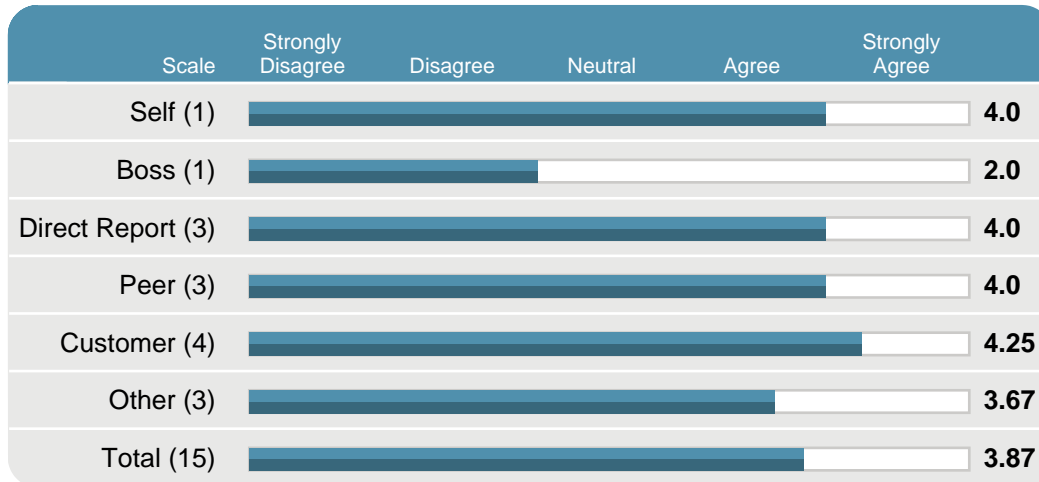 Scale
Strongly
Disagree
Disagree
Neutral
Agree
Strongly
Agree
Self (1) 4.0
Boss (1) 2.0
Direct Report (3) 4.0
Peer (3) 4.0
Customer (4) 4.25
Other (3) 3.67
Total (15) 3.87